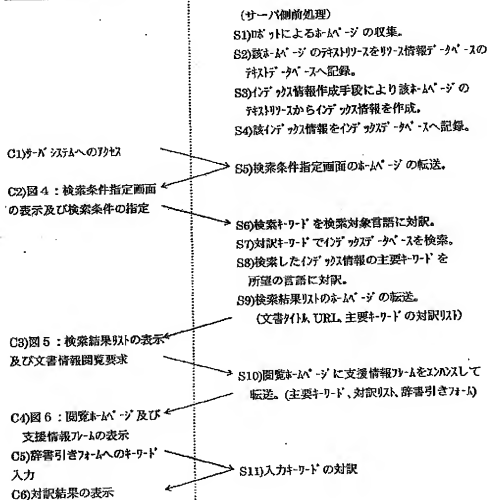 (サーバ側前処理)
S1)ロボットによるホームページの収集。
S2)該ホームページのテキストリソースをリソース情報データベースの
テキストデータベースへ記録。
S3)インデックス情報作成手段により該ホームページの
テキストリソースからインデックス情報を作成。
S4)該インデックス情報をインデックスデータベースへ記録。
C1)サーバシステムへのアクセス
S5)検索条件指定画面のホームページの転送。
C2)図4:検索条件指定画面
の表示及び検索条件の指定
S6)検索キーワードを検索対象言語に対訳。
S7)対訳キーワードでインデックスデータベースを検索。
S8)検索したインデックス情報の主要キーワードを
所望の言語に対訳。
S9)検索結果リストのホームページの転送。
(文書タイトル、URL、主要キーワードの対訳リスト)
C3)図5:検索結果リストの表示
及び文書情報閲覧要求
S10)閲覧ホームページに支援情報フレームをエンハンスして
転送。(主要キーワード、対訳リスト、辞書引きフォーム)
C4)図6:閲覧ホームページ及び
支援情報フレームの表示
C5)辞書引きフォームへのキーワード
入力
S11)入力キーワードの対訳
C6)対訳結果の表示